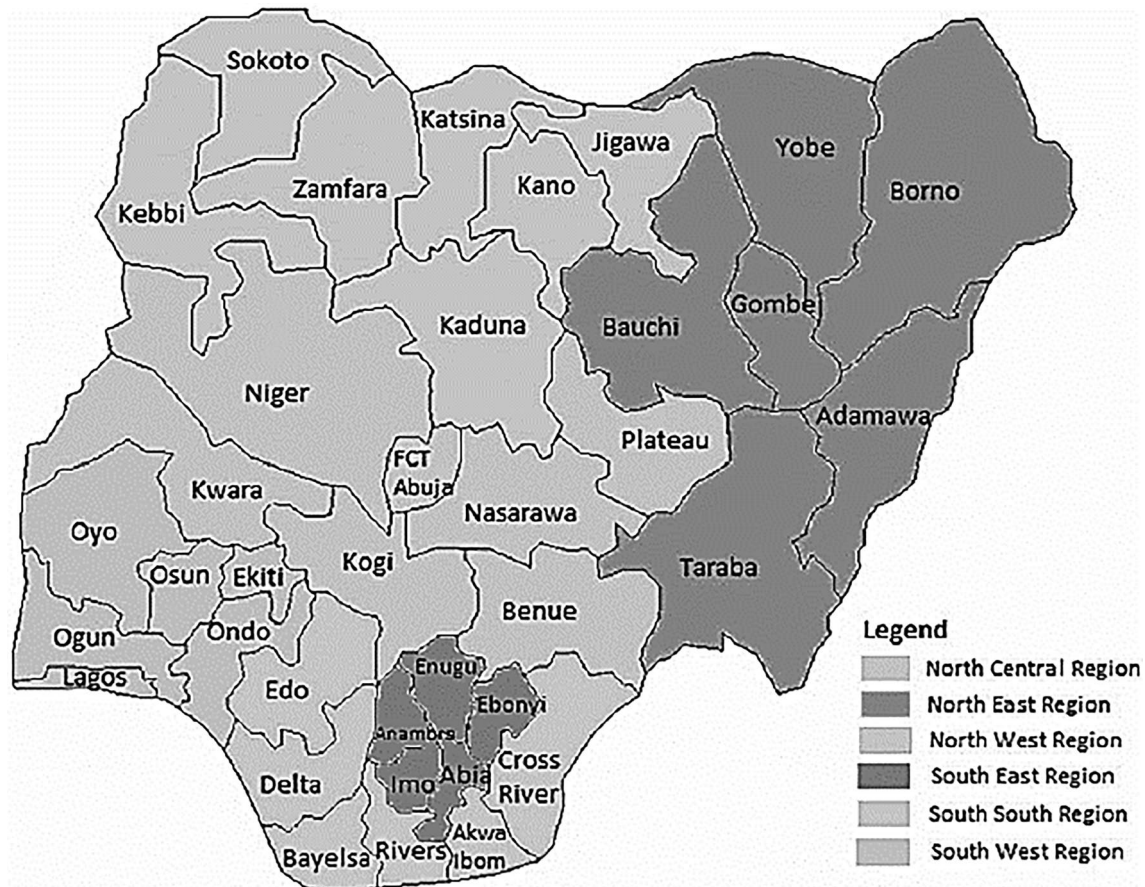 Sokoto
Katsina
Jigawa
Yobe
Kano
Zamfara
Borno
Kebbi
Gombe
Kaduna
Bauchi
Niger
Adamawa
Plateau
FCT
Abuja
Kwara
Nasarawa
Oyo
Kogi
Taraba
Osun
Ekiti
Benue
Ogun
Ondo
Lagos
Enugu
Edo
Ebonyi
Anambra
Cross
River
Delta
Imo
Abia
Akwa
Ibom
Bayelsa
Rivers
Legend
North Central Region
North East Region
North West Region
South East Region
South South Region
South West Region